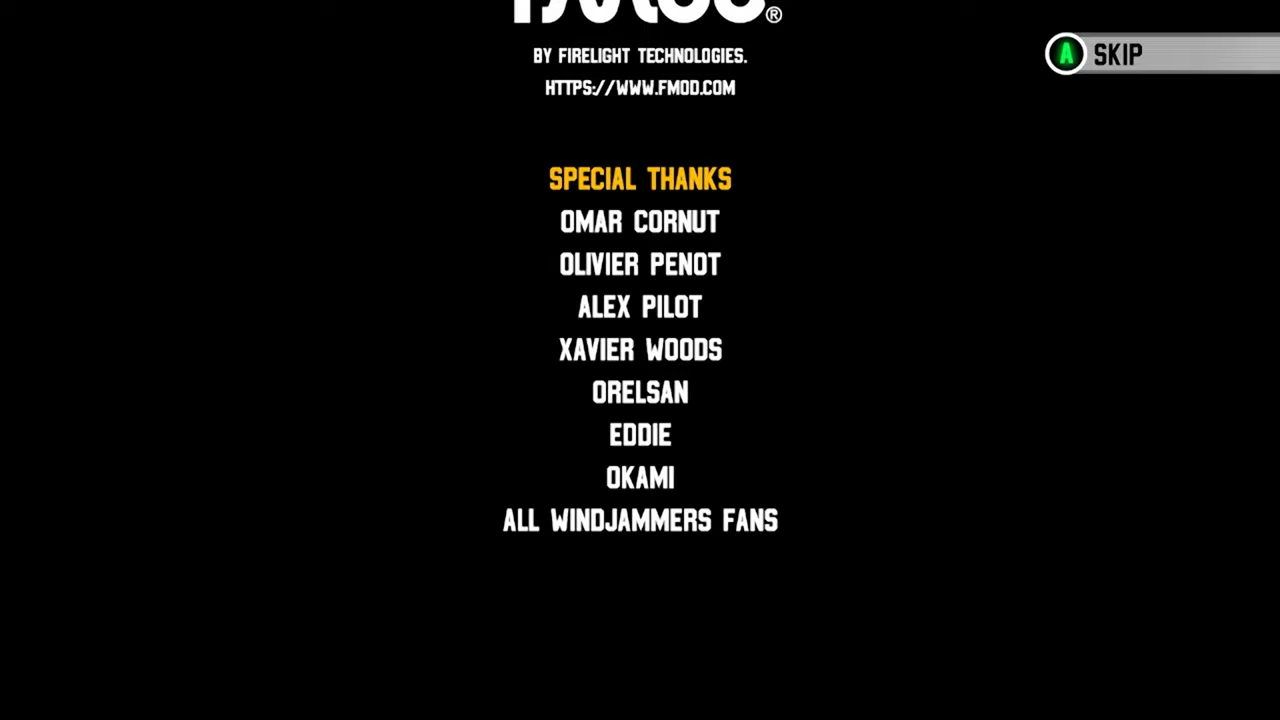 BY FIRELIGHT TECHNOLOGIES.
HTTPS://WWW.FMOD.COM
A SKIP
SPECIAL THANKS
OMAR CORNUT
OLIVIER PENOT
ALEX PILOT
XAVIER WOODS
ORELSAN
EDDIE
OKAMI
ALL WINDJAMMERS FANS